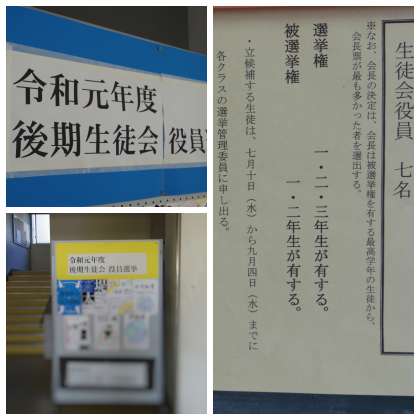 令和元年度
後期生徒会 役員
令和元年度
後期生徒会 役員選挙
生徒会役員 七名
※なお、会長の決定は、会長は被選挙権を有する最高学年の生徒から、
会長票が最も多かった者を選出する。
選挙権 一・二・三年生が有する。
被選挙権 一・二年生が有する。
・立候補する生徒は、七月十日（水）から九月四日（水）までに
各クラスの選挙管理委員に申し出る。